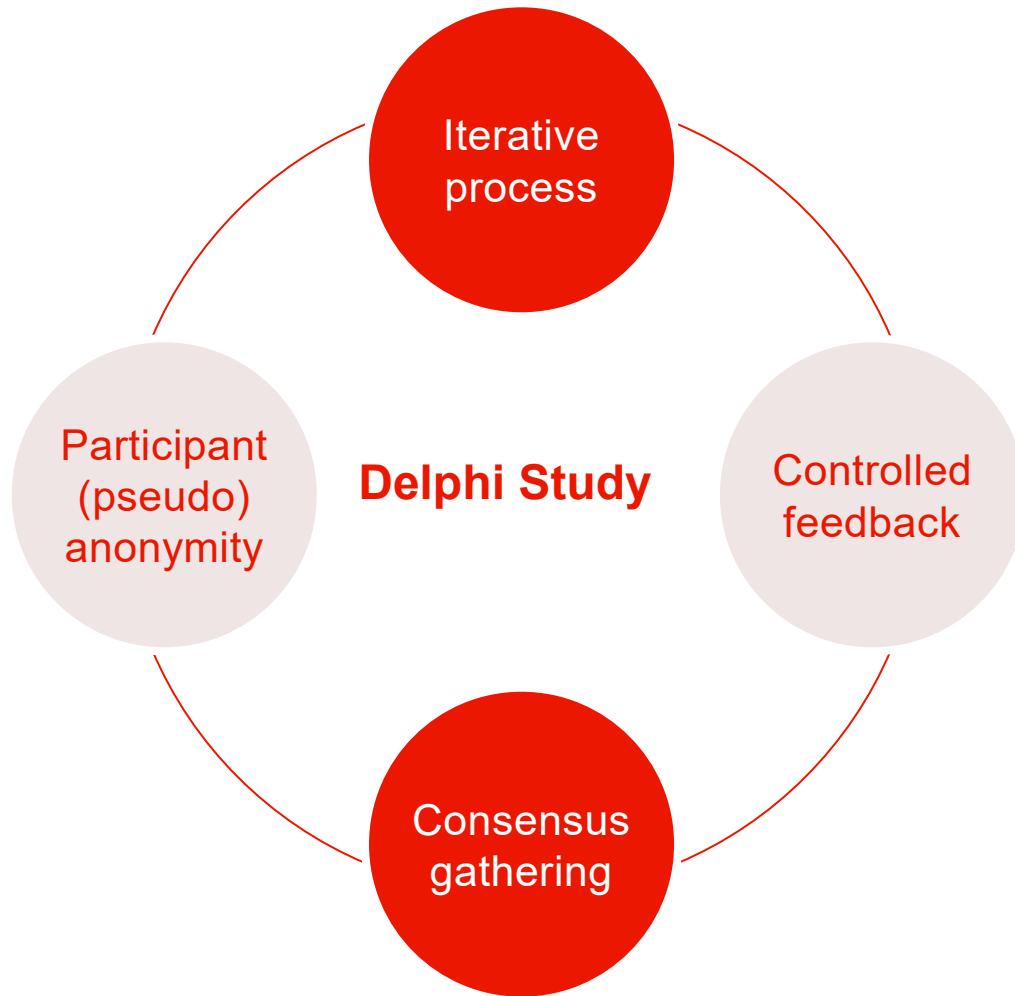 Iterative
process
Participant
(pseudo)
anonymity
Delphi Study
Controlled
feedback
Consensus
gathering